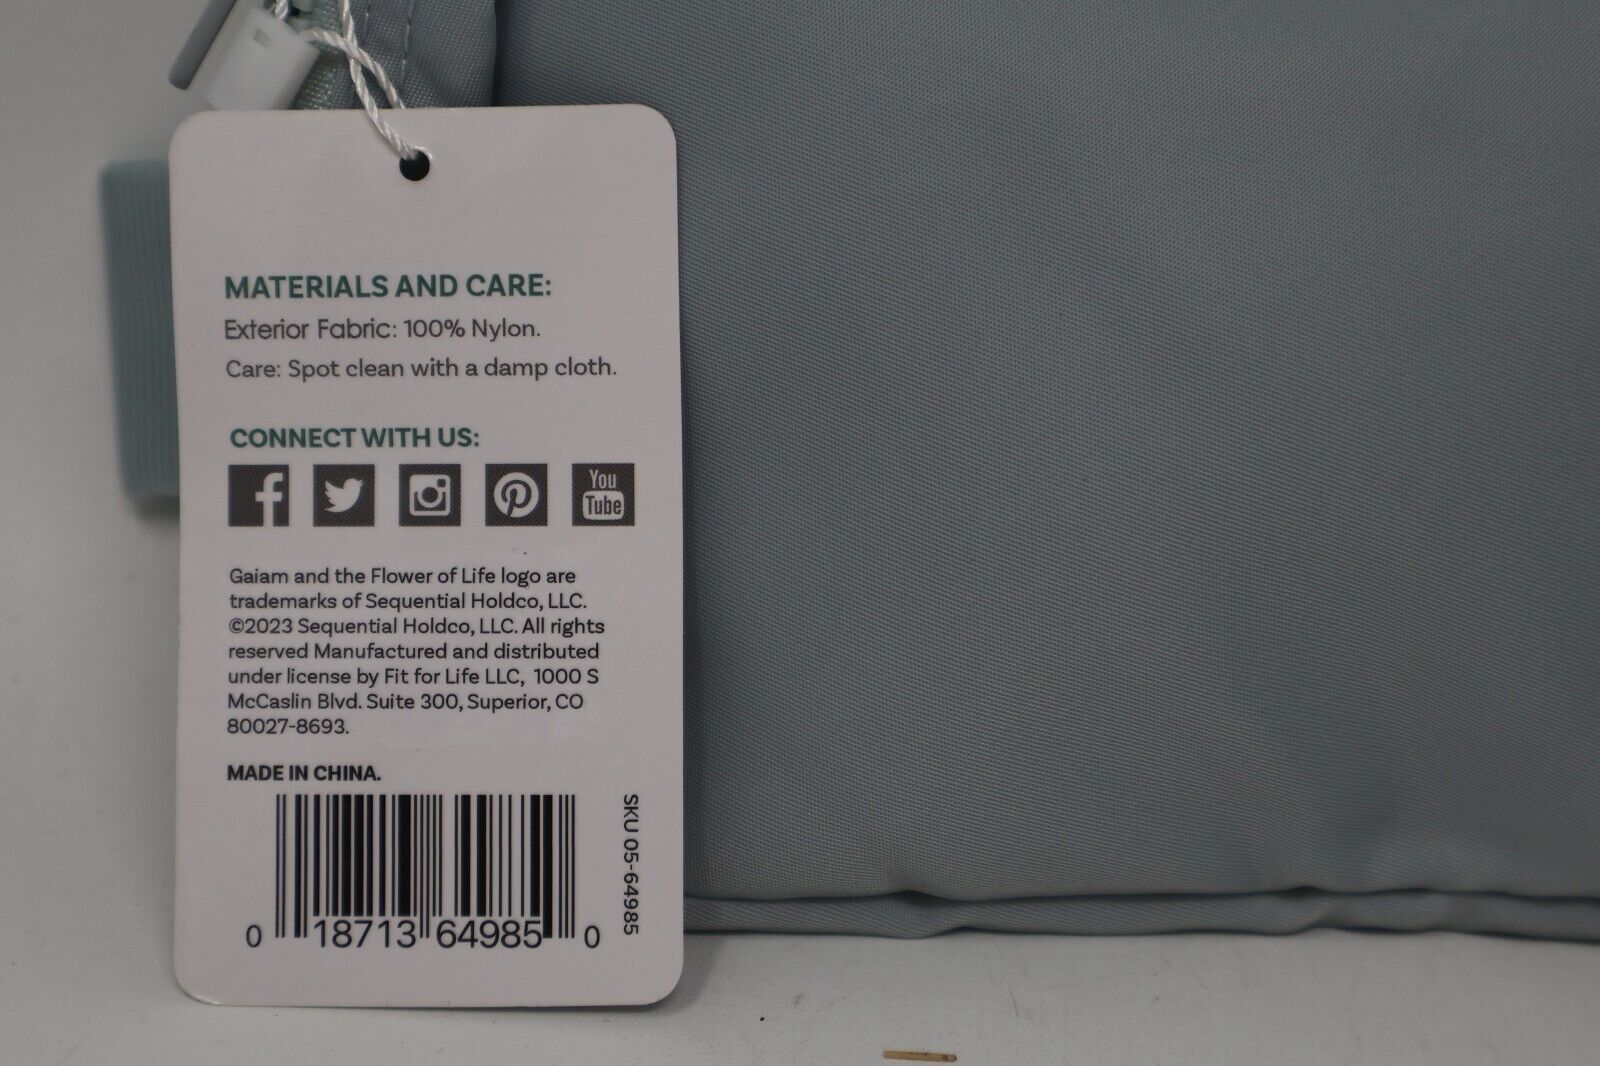 MATERIALS AND CARE:
Exterior Fabric: 100% Nylon.
Care: Spot clean with a damp cloth.
CONNECT WITH US:
You
Tube
Gaiam and the Flower of Life logo are
trademarks of Sequential Holdco, LLC.
©2023 Sequential Holdco, LLC. All rights
reserved Manufactured and distributed
under license by Fit for Life LLC, 1000 S
McCaslin Blvd. Suite 300, Superior, CO
80027-8693.
MADE IN CHINA.
0 18713 64985 0
SKU 05-64985